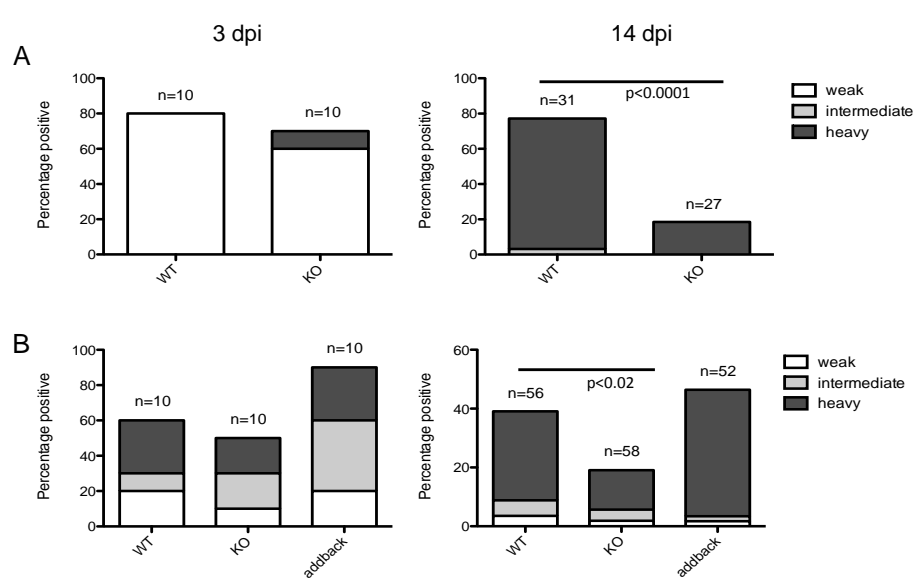 3 dpi
14 dpi
A
Percentage positive
100
80
60
40
20
0
n=10
n=10
WT
KO
Percentage positive
100
80
60
40
20
0
n=31
p<0.0001
n=27
WT
KO
weak
intermediate
heavy
B
Percentage positive
100
80
60
40
20
0
n=10
n=10
n=10
WT
KO
addback
Percentage positive
60
40
20
0
n=56
p<0.02
n=58
n=52
WT
KO
addback
weak
intermediate
heavy